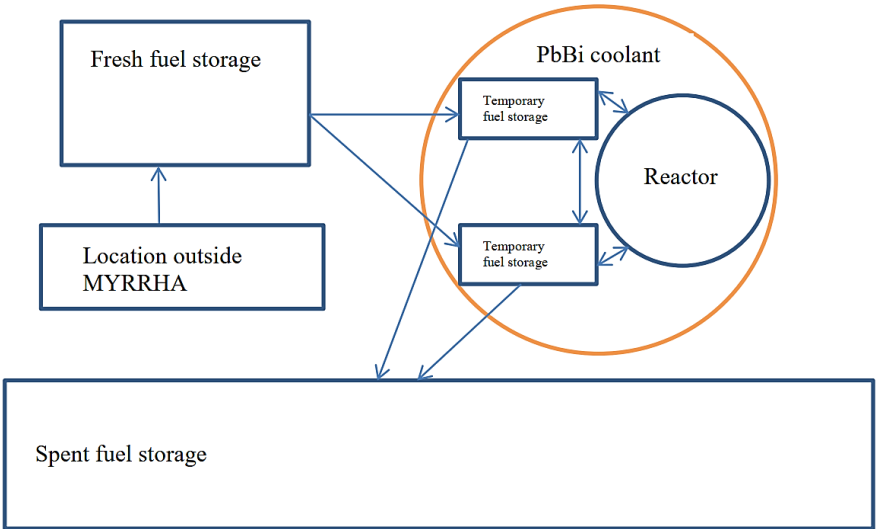 Fresh fuel storage
PbBi coolant
Temporary
fuel storage
Reactor
Location outside
MYRRHA
Temporary
fuel storage
Spent fuel storage